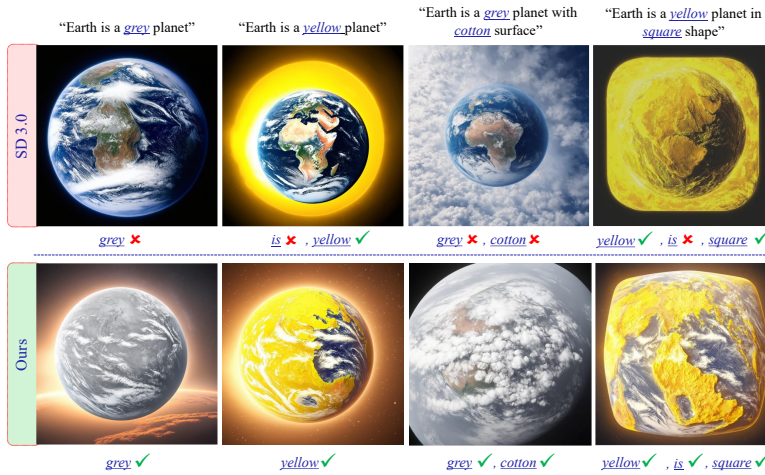 “Earth is a grey planet”
“Earth is a yellow planet”
“Earth is a grey planet with
cotton surface”
“Earth is a yellow planet in
square shape”
SD 3.0
grey ✘
is ✘ , yellow ✓
grey ✘ , cotton ✘
yellow ✓ , is ✘ , square ✓
Ours
grey ✓
yellow ✓
grey ✓ , cotton ✓
yellow ✓ , is ✓ , square ✓